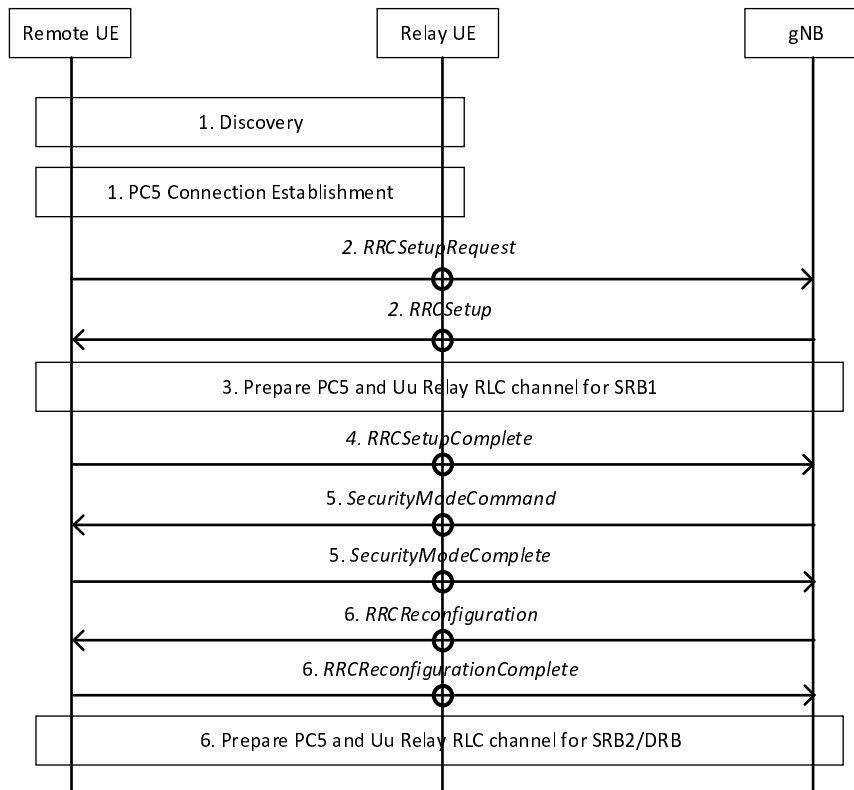 Remote UE
Relay UE
gNB
1. Discovery
1. PC5 Connection Establishment
2. RRCSetupRequest
2. RRCSetup
3. Prepare PC5 and Uu Relay RLC channel for SRB1
4. RRCSetupComplete
5. SecurityModeCommand
5. SecurityModeComplete
6. RRCReconfiguration
6. RRCReconfigurationComplete
6. Prepare PC5 and Uu Relay RLC channel for SRB2/DRB